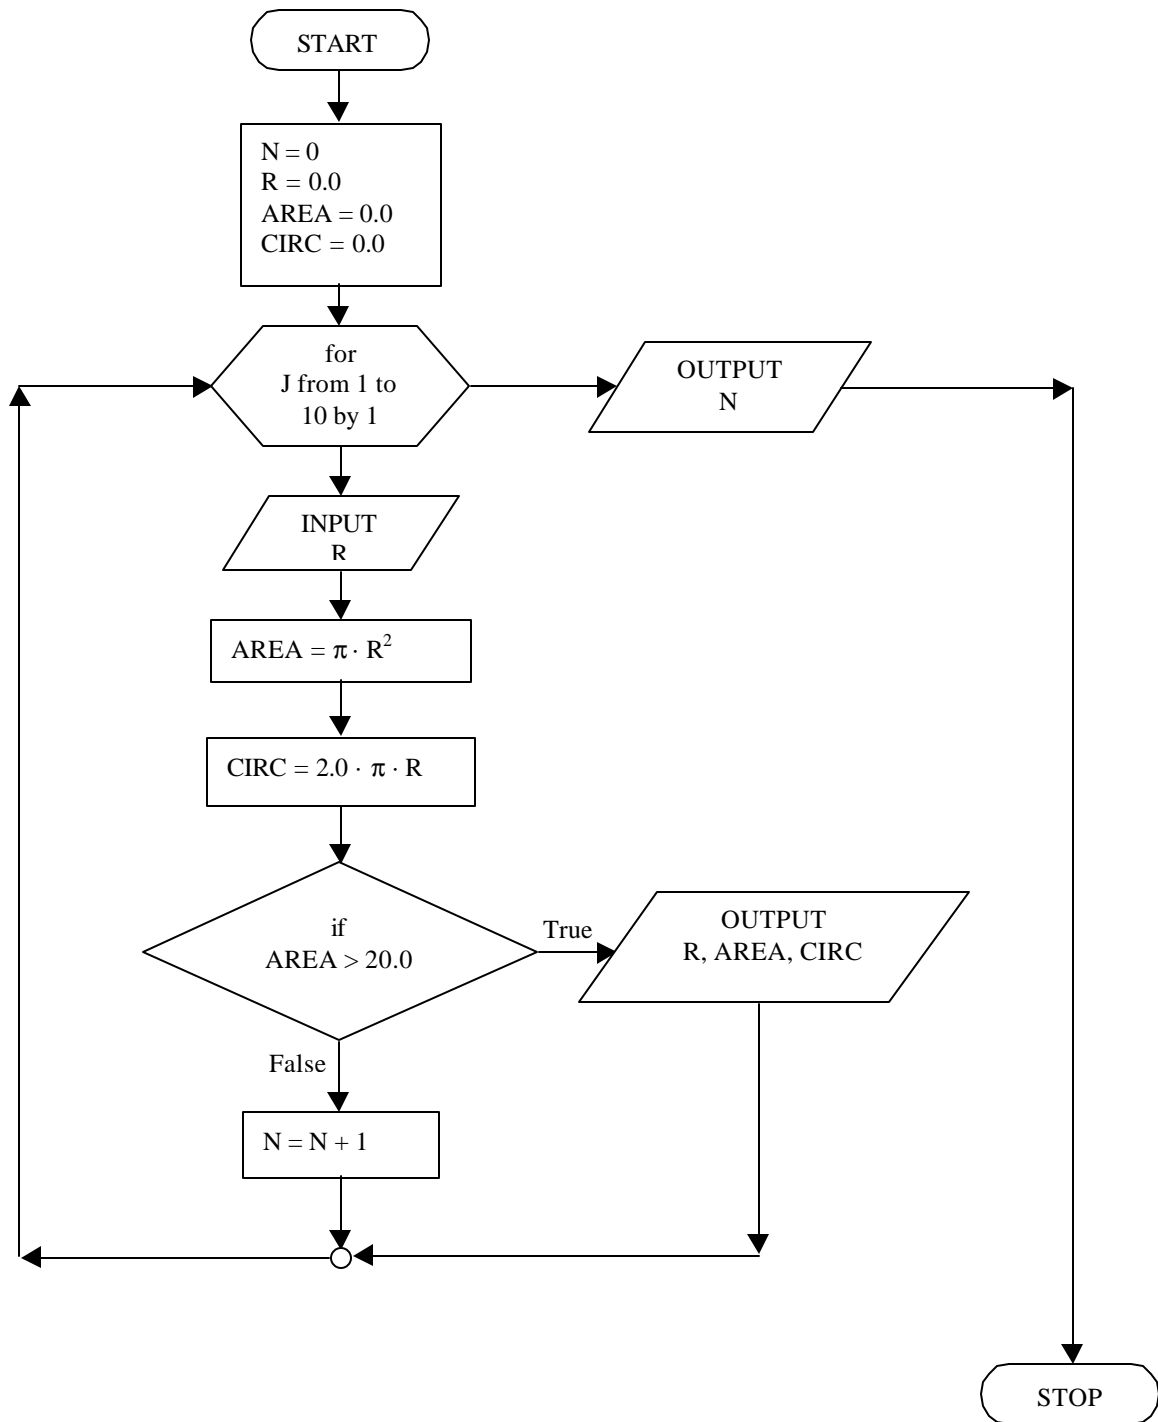 START
N = 0
R = 0.0
AREA = 0.0
CIRC = 0.0
for
J from 1 to
10 by 1
OUTPUT
N
INPUT
R
AREA = π · R²
CIRC = 2.0 · π · R
if
AREA > 20.0
True
OUTPUT
R, AREA, CIRC
False
N = N + 1
STOP